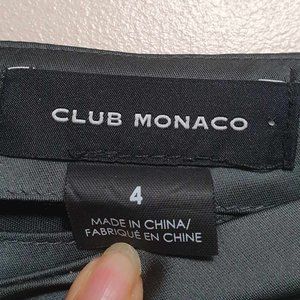 CLUB MONACO
4
MADE IN CHINA/
FABRIQUÉ EN CHINE